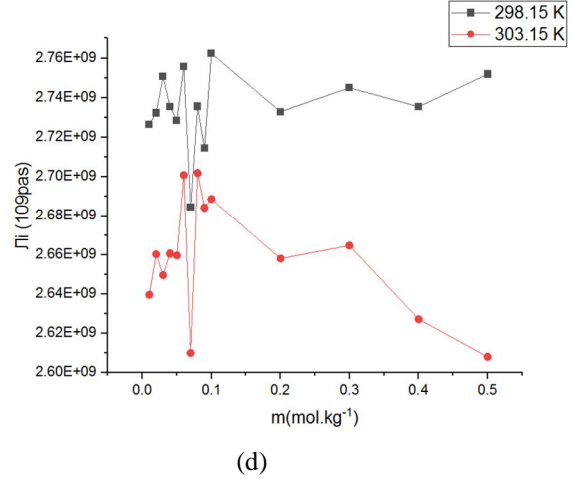 298.15 K
303.15 K
2.76E+09
2.74E+09
2.72E+09
2.70E+09
2.68E+09
2.66E+09
2.64E+09
2.62E+09
2.60E+09
Лi (109pas)
0.0 0.1 0.2 0.3 0.4 0.5
m(mol.kg⁻¹)
(d)